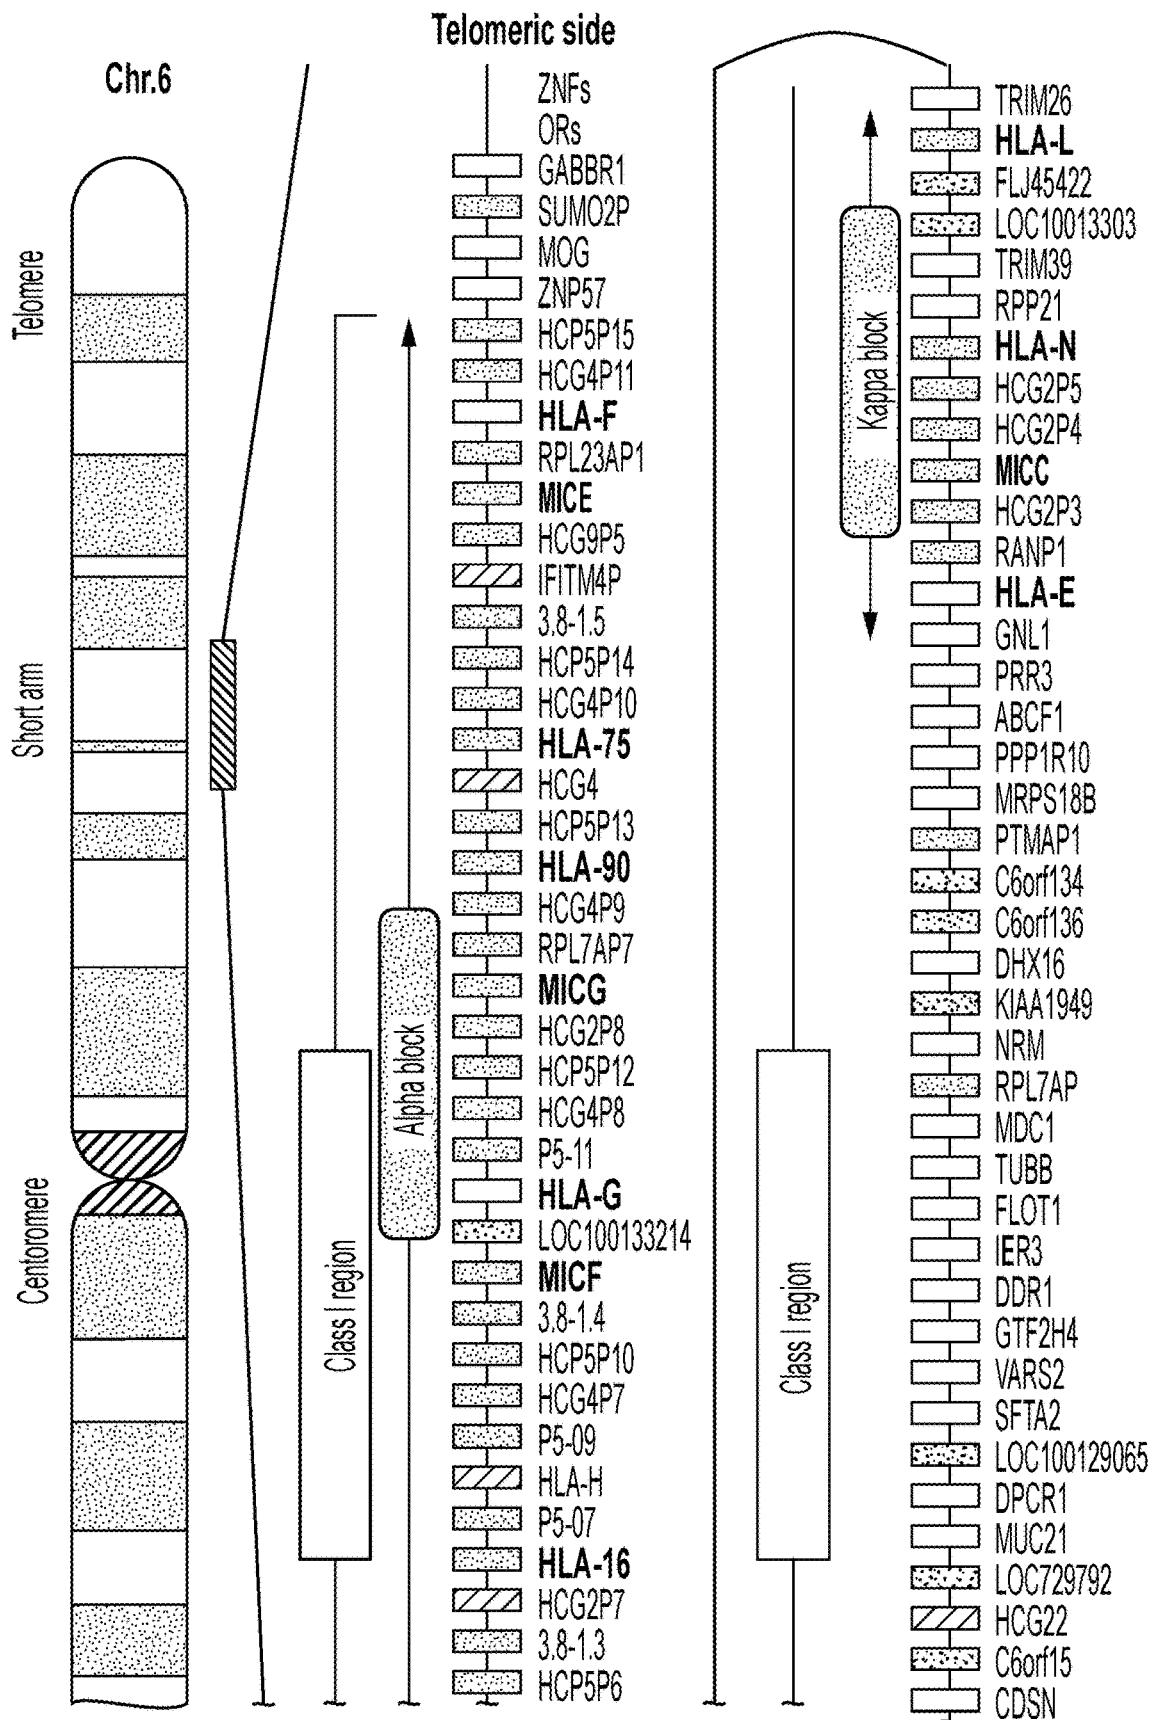 Telomeric side
Chr.6
Telomere
Short arm
Centoromere
Class I region
Alpha block
ZNFs
ORs
GABBR1
SUMO2P
MOG
ZNP57
HCP5P15
HCG4P11
HLA-F
RPL23AP1
MICE
HCG9P5
IFITM4P
3.8-1.5
HCP5P14
HCG4P10
HLA-75
HCG4
HCP5P13
HLA-90
HCG4P9
RPL7AP7
MICG
HCG2P8
HCP5P12
HCG4P8
P5-11
HLA-G
LOC100133214
MICF
3.8-1.4
HCP5P10
HCG4P7
P5-09
HLA-H
P5-07
HLA-16
HCG2P7
3.8-1.3
HCP5P6
Class I region
Kappa block
TRIM26
HLA-L
FLJ45422
LOC10013303
TRIM39
RPP21
HLA-N
HCG2P5
HCG2P4
MICC
HCG2P3
RANP1
HLA-E
GNL1
PRR3
ABCF1
PPP1R10
MRPS18B
PTMAP1
C6orf134
C6orf136
DHX16
KIAA1949
NRM
RPL7AP
MDC1
TUBB
FLOT1
IER3
DDR1
GTF2H4
VARS2
SFTA2
LOC100129065
DPCR1
MUC21
LOC729792
HCG22
C6orf15
CDSN